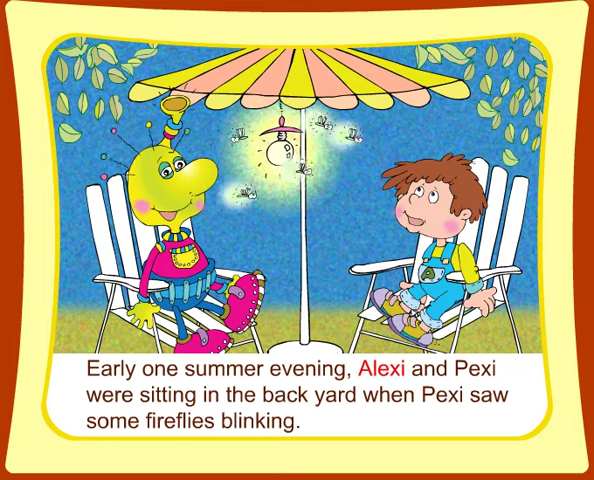 Early one summer evening, Alexi and Pexi
were sitting in the back yard when Pexi saw
some fireflies blinking.